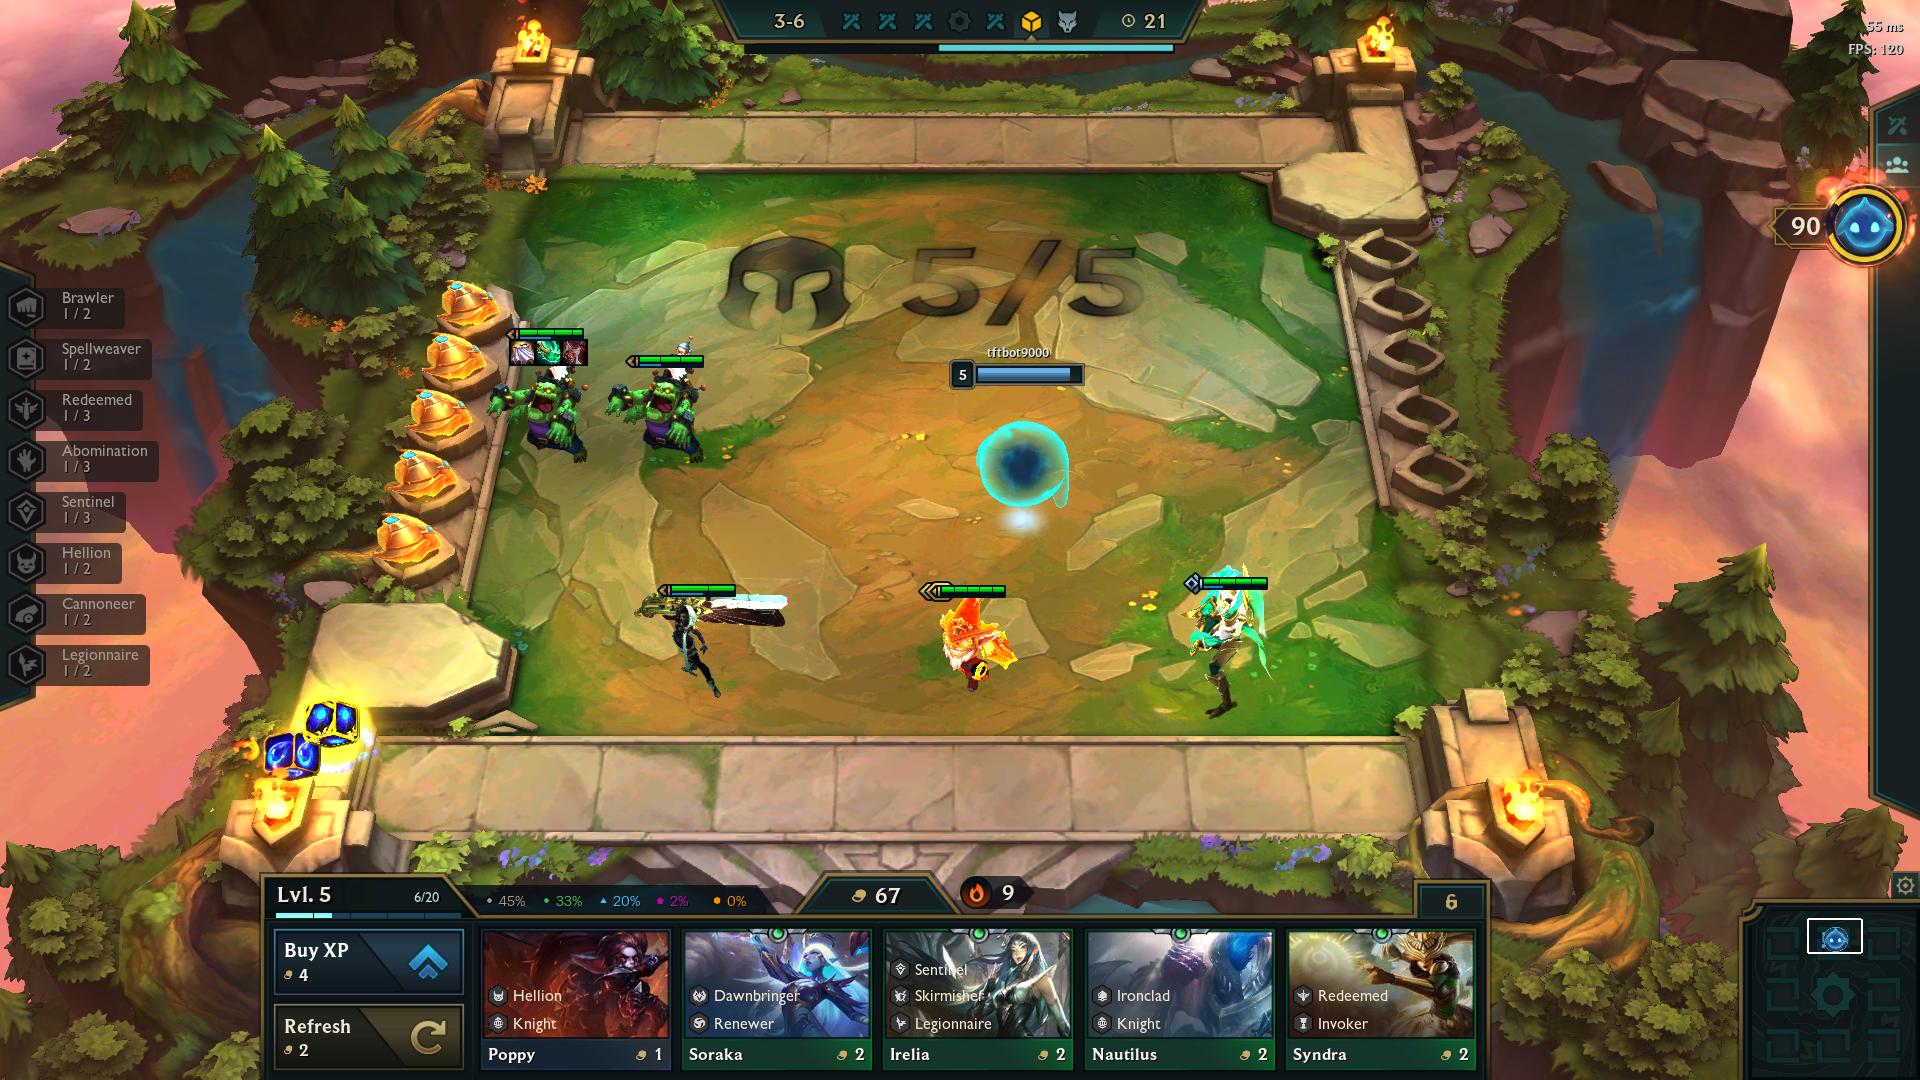 3-6
21
55 ms
FPS: 120
90
5/5
Brawler
1 / 2
Spellweaver
1 / 2
Redeemed
1 / 3
Abomination
1 / 3
Sentinel
1 / 3
Hellion
1 / 2
Cannoneer
1 / 2
Legionnaire
1 / 2
tftbot9000
5
Lvl. 5
6/20
45%
33%
20%
2%
0%
67
9
6
Buy XP
4
Refresh
2
Hellion
Knight
Poppy
1
Dawnbringer
Renewer
Soraka
2
Sentinel
Skirmisher
Legionnaire
Irelia
2
Ironclad
Knight
Nautilus
2
Redeemed
Invoker
Syndra
2